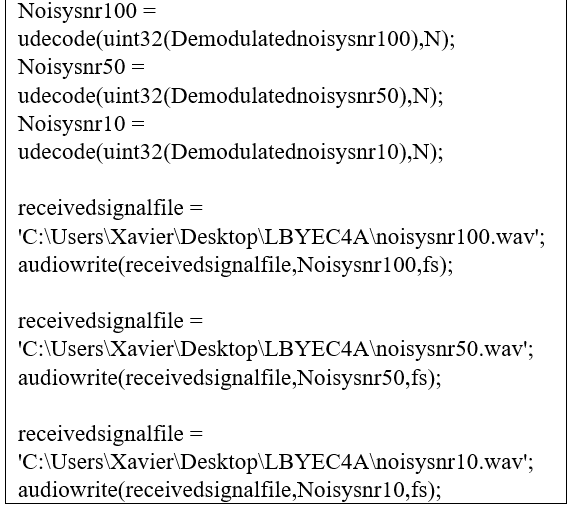 Noisysnr100 =
udecode(uint32(Demodulatednoisysnr100),N);
Noisysnr50 =
udecode(uint32(Demodulatednoisysnr50),N);
Noisysnr10 =
udecode(uint32(Demodulatednoisysnr10),N);

receivedsignalfile =
'C:\Users\Xavier\Desktop\LBYEC4A\noisysnr100.wav';
audiowrite(receivedsignalfile,Noisysnr100,fs);

receivedsignalfile =
'C:\Users\Xavier\Desktop\LBYEC4A\noisysnr50.wav';
audiowrite(receivedsignalfile,Noisysnr50,fs);

receivedsignalfile =
'C:\Users\Xavier\Desktop\LBYEC4A\noisysnr10.wav';
audiowrite(receivedsignalfile,Noisysnr10,fs);